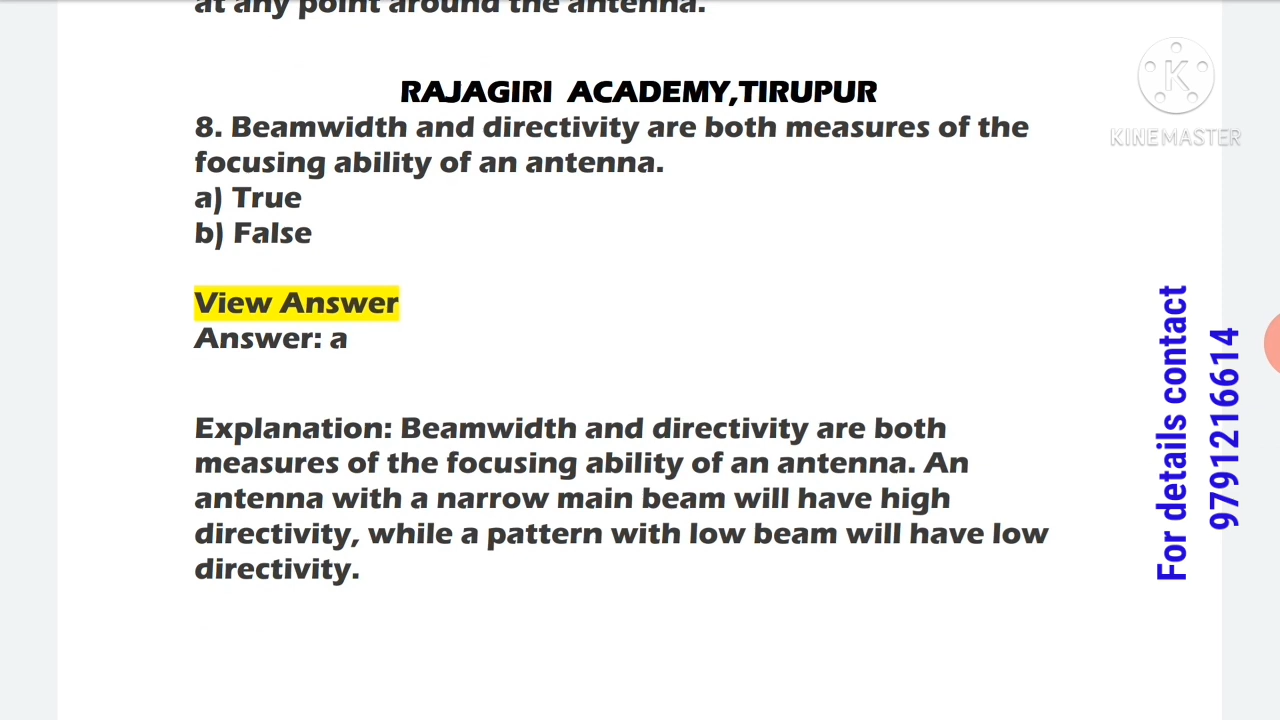 at any point around the antenna.
RAJAGIRI ACADEMY,TIRUPUR
8. Beamwidth and directivity are both measures of the
focusing ability of an antenna.
a) True
b) False
View Answer
Answer: a
Explanation: Beamwidth and directivity are both
measures of the focusing ability of an antenna. An
antenna with a narrow main beam will have high
directivity, while a pattern with low beam will have low
directivity.
K
KINEMASTER
For details contact
9791216614